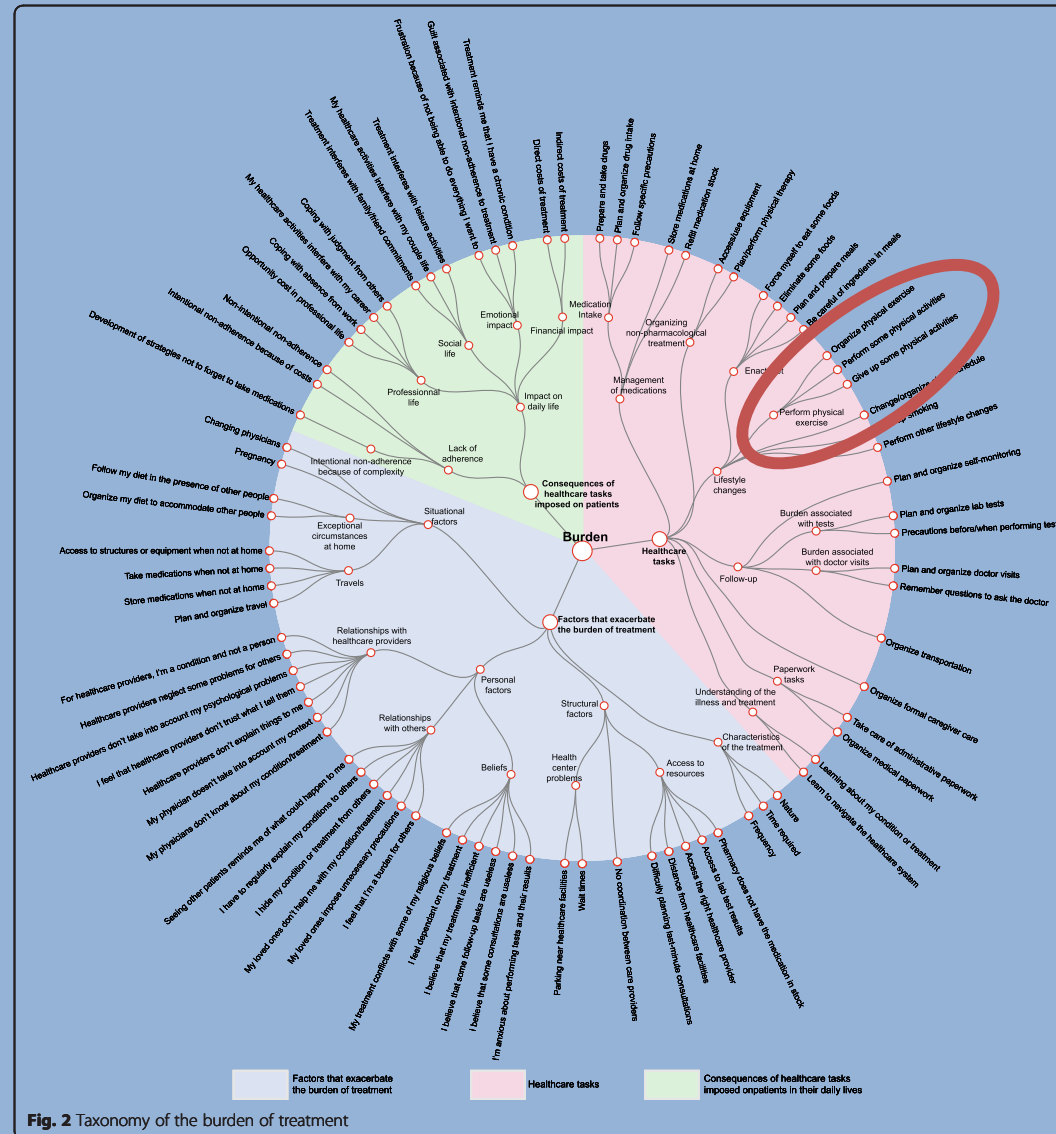 Treatment reminds me that I have a chronic condition
Guilt associated with intentional non-adherence to treatment
Frustration because of not being able to do everything I want to
Treatment interferes with leisure activities
My healthcare activities interfere with my couple life
Treatment interferes with family/friend commitments
Coping with judgment from others
My healthcare activities interfere with my career
Coping with absence from work
Opportunity cost in professional life
Non-intentional non-adherence
Intentional non-adherence because of costs
Development of strategies not to forget to take medications
Direct costs of treatment
Indirect costs of treatment
Prepare and take drugs
Plan and organize drug intake
Follow specific precautions
Store medications at home
Refill medication stock
Access/use equipment
Plan/perform physical therapy
Force myself to eat some foods
Eliminate some foods
Plan and prepare meals
Be careful of ingredients in meals
Organize physical exercise
Perform some physical activities
Give up some physical activities
Change/organize
schedule
smoking
Perform other lifestyle changes
Plan and organize self-monitoring
Plan and organize lab tests
Precautions before/when performing
Plan and organize doctor visits
Remember questions to ask the doctor
Organize transportation
Organize formal caregiver care
Take care of administrative paperwork
Organize medical paperwork
Learning about my condition or treatment
Learn to navigate the healthcare system
Emotional
impact
Financial impact
Social
life
Professionnal
life
Impact on
daily life
Lack of
adherence
Intentional non-adherence
because of complexity
Consequences of
healthcare tasks
imposed on patients
Medication
Intake
Organizing
non-pharmacological
treatment
Management
of medications
Perform physical
exercise
Lifestyle
changes
Burden associated
with tests
Burden associated
with doctor visits
Follow-up
Healthcare
tasks
Burden
Paperwork
tasks
Understanding of the
illness and treatment
Changing physicians
Pregnancy
Follow my diet in the presence of other people
Organize my diet to accommodate other people
Access to structures or equipment when not at home
Take medications when not at home
Store medications when not at home
Plan and organize travel
Situational
factors
Exceptional
circumstances
at home
Travels
Factors that exacerbate
the burden of treatment
Relationships with
healthcare providers
Personal
factors
Relationships
with others
Beliefs
Structural
factors
Health
center
problems
Access to
resources
Characteristics
of the treatment
For healthcare providers, I'm a condition and not a person
Healthcare providers neglect some problems for others
Healthcare providers don't take into account my psychological problems
I feel that healthcare providers don't trust what I tell them
Healthcare providers don't explain things to me
My physician doesn't take into account my context
My physicians don't know about my condition/treatment
Seeing other patients reminds me of what could happen to me
I have to regularly explain my conditions to others
I hide my condition or treatment from others
My loved ones don't help me with my condition/treatment
My loved ones impose unnecessary precautions
I feel that I'm a burden for others
My treatment conflicts with some of my religious beliefs
I feel dependant on my treatment
I believe that my treatment is inefficient
I believe that some follow-up tasks are useless
I believe that some consultations are useless
I'm anxious about performing tests and their results
Parking near healthcare facilities
Wait times
No coordination between care providers
Difficulty planning last-minute consultations
Distance from healthcare facilities
Access the right healthcare provider
Access to lab test results
Pharmacy does not have the medication in stock
Frequency
Time required
Nature
Factors that exacerbate
the burden of treatment
Healthcare tasks
Consequences of healthcare tasks
imposed onpatients in their daily lives
Fig. 2 Taxonomy of the burden of treatment